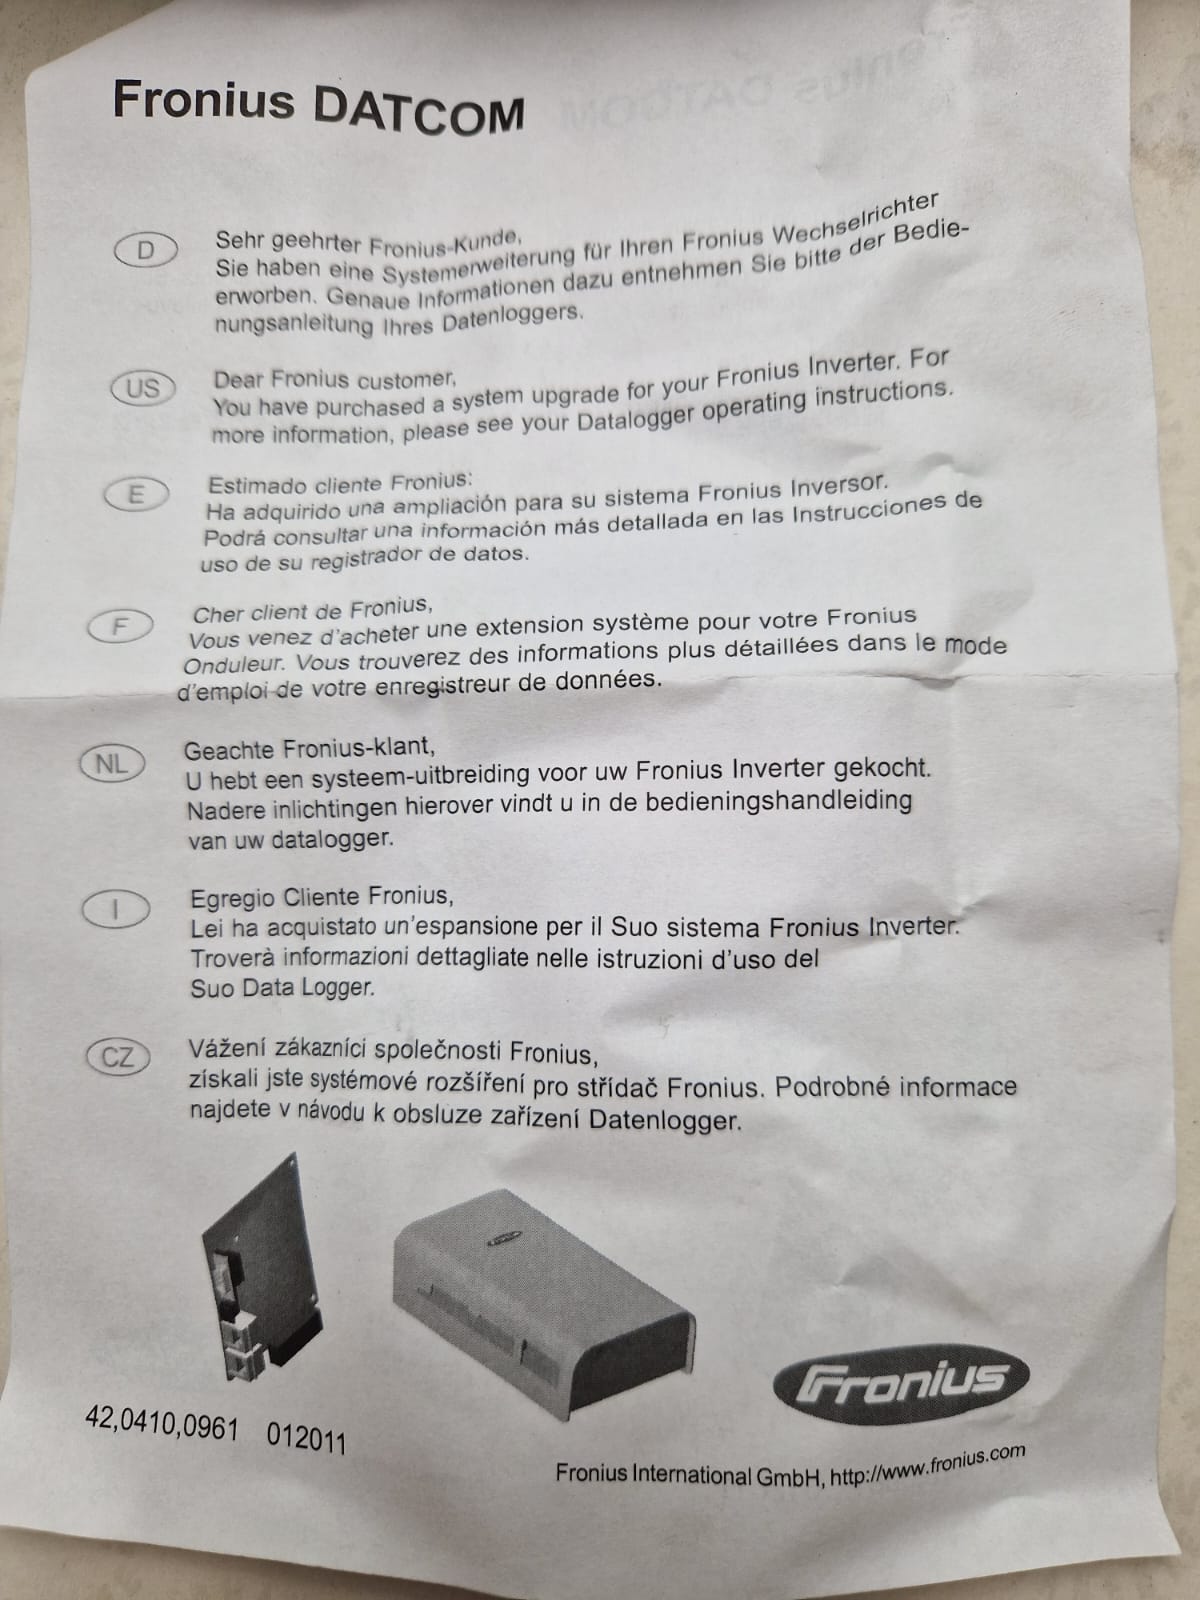 Fronius DATCOM
D
Sehr geehrter Fronius-Kunde,
Sie haben eine Systemerweiterung für Ihren Fronius Wechselrichter
erworben. Genaue Informationen dazu entnehmen Sie bitte der Bedie-
nungsanleitung Ihres Datenloggers.
US
Dear Fronius customer,
You have purchased a system upgrade for your Fronius Inverter. For
more information, please see your Datalogger operating instructions.
E
Estimado cliente Fronius:
Ha adquirido una ampliación para su sistema Fronius Inversor.
Podrá consultar una información más detallada en las Instrucciones de
uso de su registrador de datos.
F
Cher client de Fronius,
Vous venez d'acheter une extension système pour votre Fronius
Onduleur. Vous trouverez des informations plus détaillées dans le mode
d'emploi de votre enregistreur de données.
NL
Geachte Fronius-klant,
U hebt een systeem-uitbreiding voor uw Fronius Inverter gekocht.
Nadere inlichtingen hierover vindt u in de bedieningshandleiding
van uw datalogger.
I
Egregio Cliente Fronius,
Lei ha acquistato un'espansione per il Suo sistema Fronius Inverter.
Troverà informazioni dettagliate nelle istruzioni d'uso del
Suo Data Logger.
CZ
Vážení zákazníci společnosti Fronius,
získali jste systémové rozšíření pro střídač Fronius. Podrobné informace
najdete v návodu k obsluze zařízení Datenlogger.
Fronius
42,0410,0961 012011
Fronius International GmbH, http://www.fronius.com